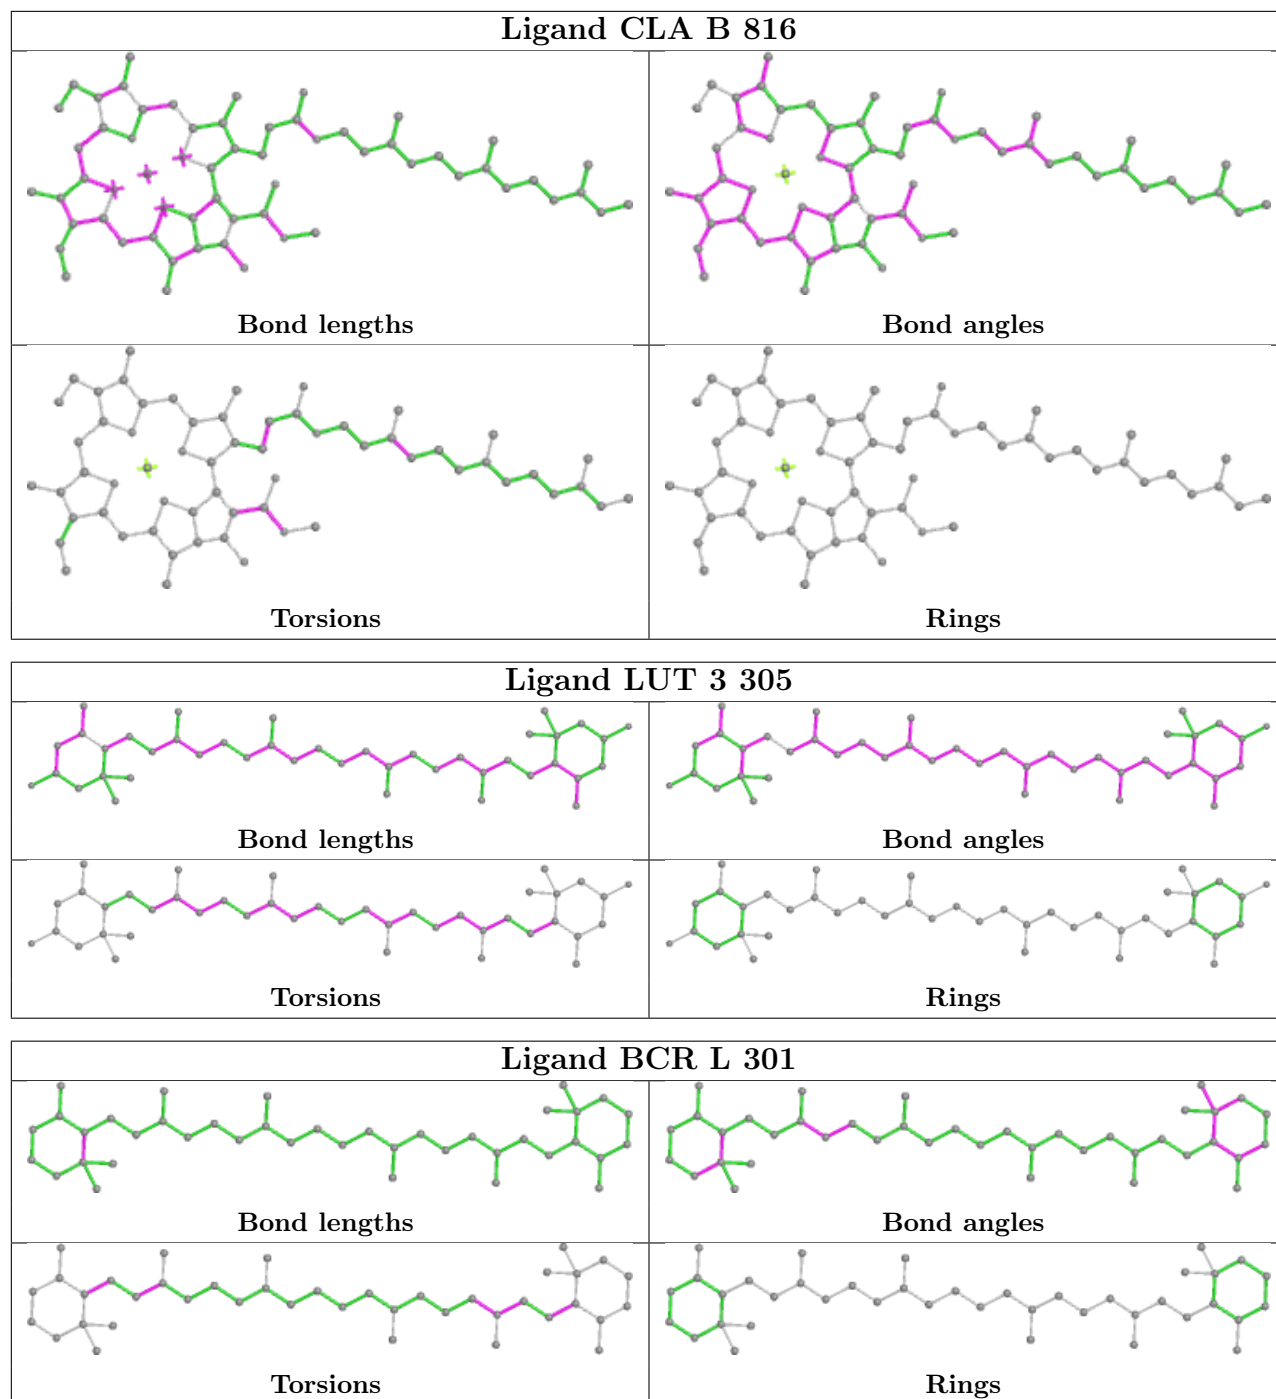 Ligand CLA B 816
Bond lengths
Bond angles
Torsions
Rings
Ligand LUT 3 305
Bond lengths
Bond angles
Torsions
Rings
Ligand BCR L 301
Bond lengths
Bond angles
Torsions
Rings